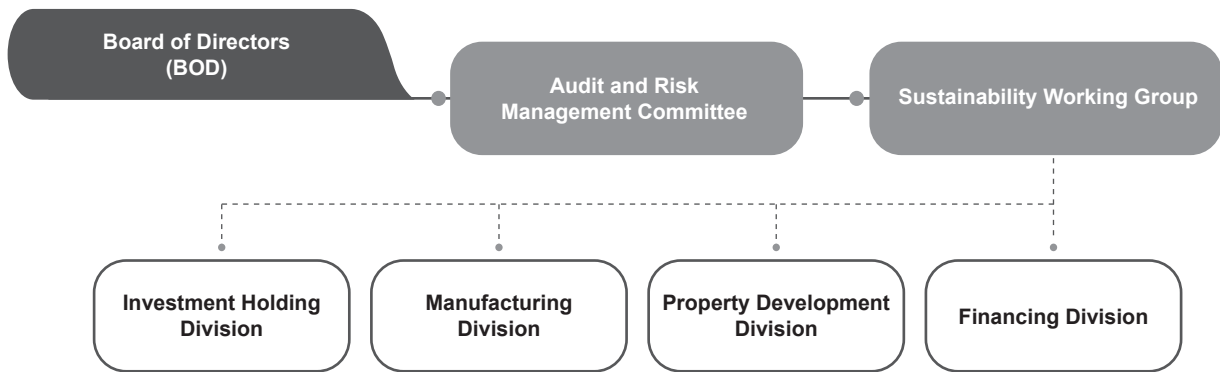 Board of Directors
(BOD)
Audit and Risk
Management Committee
Sustainability Working Group
Investment Holding
Division
Manufacturing
Division
Property Development
Division
Financing Division